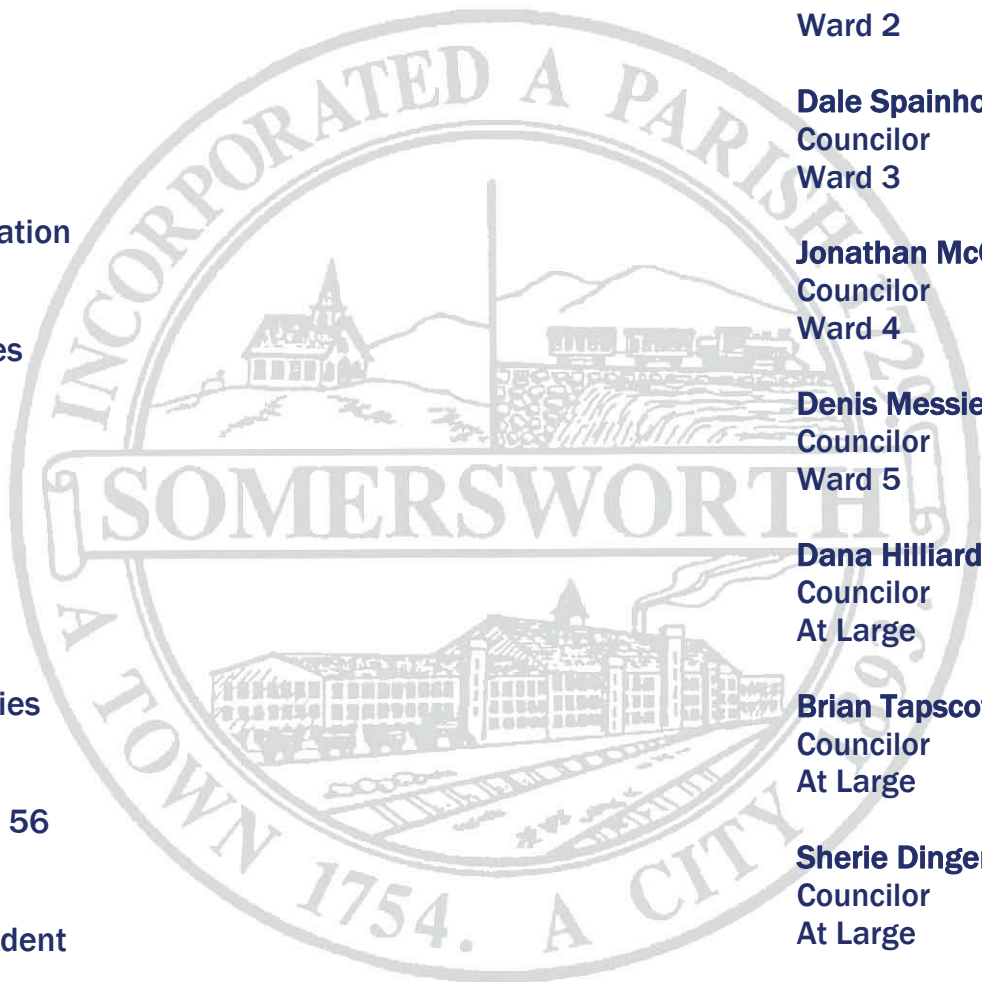 ation
es
ies
56
dent
Ward 2
Dale Spainho
Councilor
Ward 3
Jonathan Mc
Councilor
Ward 4
Denis Messie
Councilor
Ward 5
Dana Hilliard
Councilor
At Large
Brian Tapsco
Councilor
At Large
Sherie Dinge
Councilor
At Large
INCORPORATED A PARISH 1729.
SOMERSWORTH
A TOWN 1754. A CITY 1893.